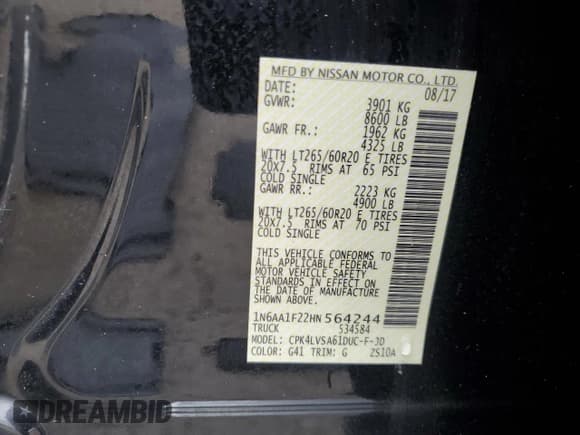 MFD BY NISSAN MOTOR CO., LTD.
DATE: 08/17
GVWR: 3901 KG
8600 LB
GAWR FR.: 1962 KG
4325 LB
WITH LT265/60R20 E TIRES
20X7.5 RIMS AT 65 PSI
COLD SINGLE
GAWR RR.: 2223 KG
4900 LB
WITH LT265/60R20 E TIRES
20X7.5 RIMS AT 70 PSI
COLD SINGLE
THIS VEHICLE CONFORMS TO
ALL APPLICABLE FEDERAL
MOTOR VEHICLE SAFETY
STANDARDS IN EFFECT ON
THE DATE OF MANUFACTURE
SHOWN ABOVE.
1N6AA1F22HN564244
TRUCK 534584
MODEL: CPK4LVSA61DUC-F-JD
COLOR: G41 TRIM: G ZS10A
DREAMBID